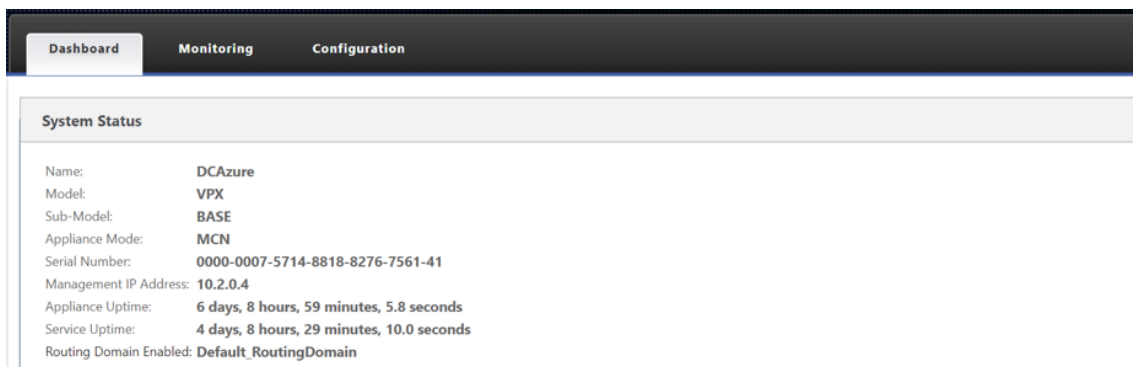 Dashboard Monitoring Configuration
System Status
Name: DCAzure
Model: VPX
Sub-Model: BASE
Appliance Mode: MCN
Serial Number: 0000-0007-5714-8818-8276-7561-41
Management IP Address: 10.2.0.4
Appliance Uptime: 6 days, 8 hours, 59 minutes, 5.8 seconds
Service Uptime: 4 days, 8 hours, 29 minutes, 10.0 seconds
Routing Domain Enabled: Default_RoutingDomain